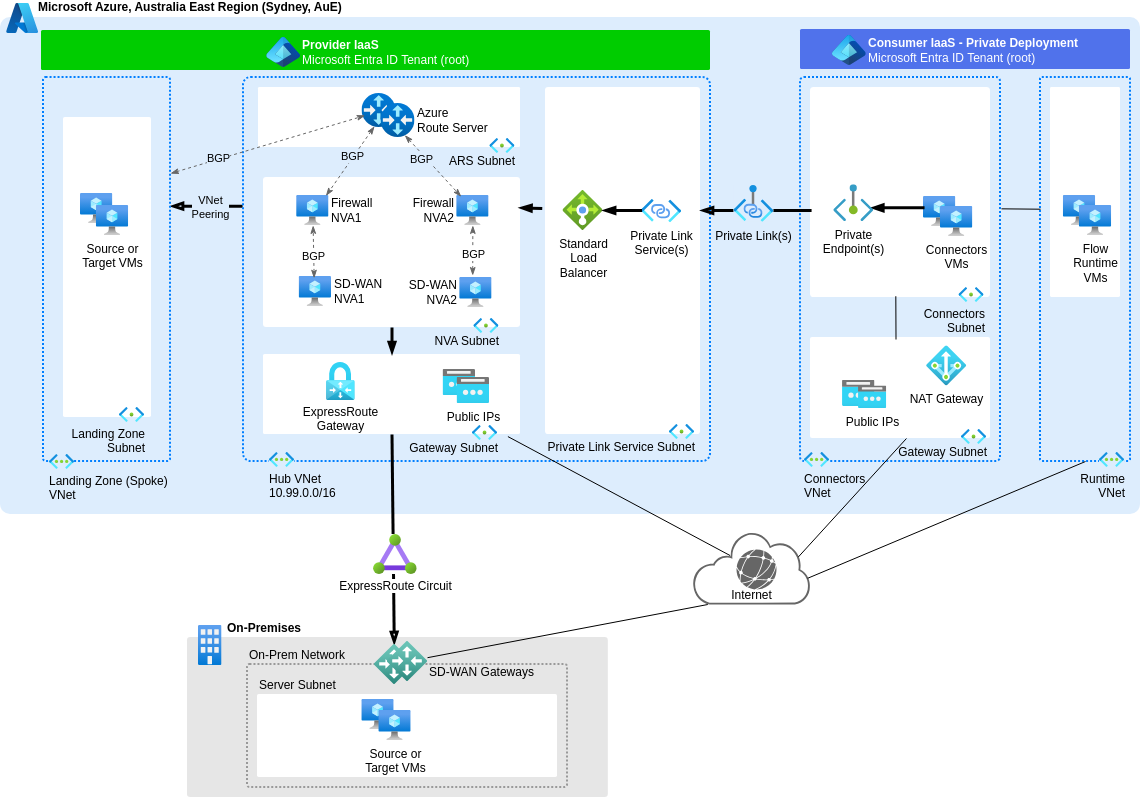 Microsoft Azure, Australia East Region (Sydney, AuE)
Provider IaaS
Microsoft Entra ID Tenant (root)
Consumer IaaS - Private Deployment
Microsoft Entra ID Tenant (root)
Azure
Route Server
ARS Subnet
BGP
BGP
BGP
VNet
Peering
Source or
Target VMs
Landing Zone
Subnet
Landing Zone (Spoke)
VNet
Firewall
NVA1
Firewall
NVA2
BGP
BGP
SD-WAN
NVA1
SD-WAN
NVA2
NVA Subnet
ExpressRoute
Gateway
Public IPs
Gateway Subnet
Hub VNet
10.99.0.0/16
Standard
Load
Balancer
Private Link
Service(s)
Private Link Service Subnet
Private Link(s)
Private
Endpoint(s)
Connectors
VMs
Connectors
Subnet
NAT Gateway
Public IPs
Gateway Subnet
Connectors
VNet
Flow
Runtime
VMs
Runtime
VNet
Internet
ExpressRoute Circuit
On-Premises
On-Prem Network
SD-WAN Gateways
Server Subnet
Source or
Target VMs